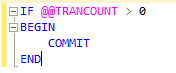 IF @@TRANCOUNT > 0
BEGIN
COMMIT
END